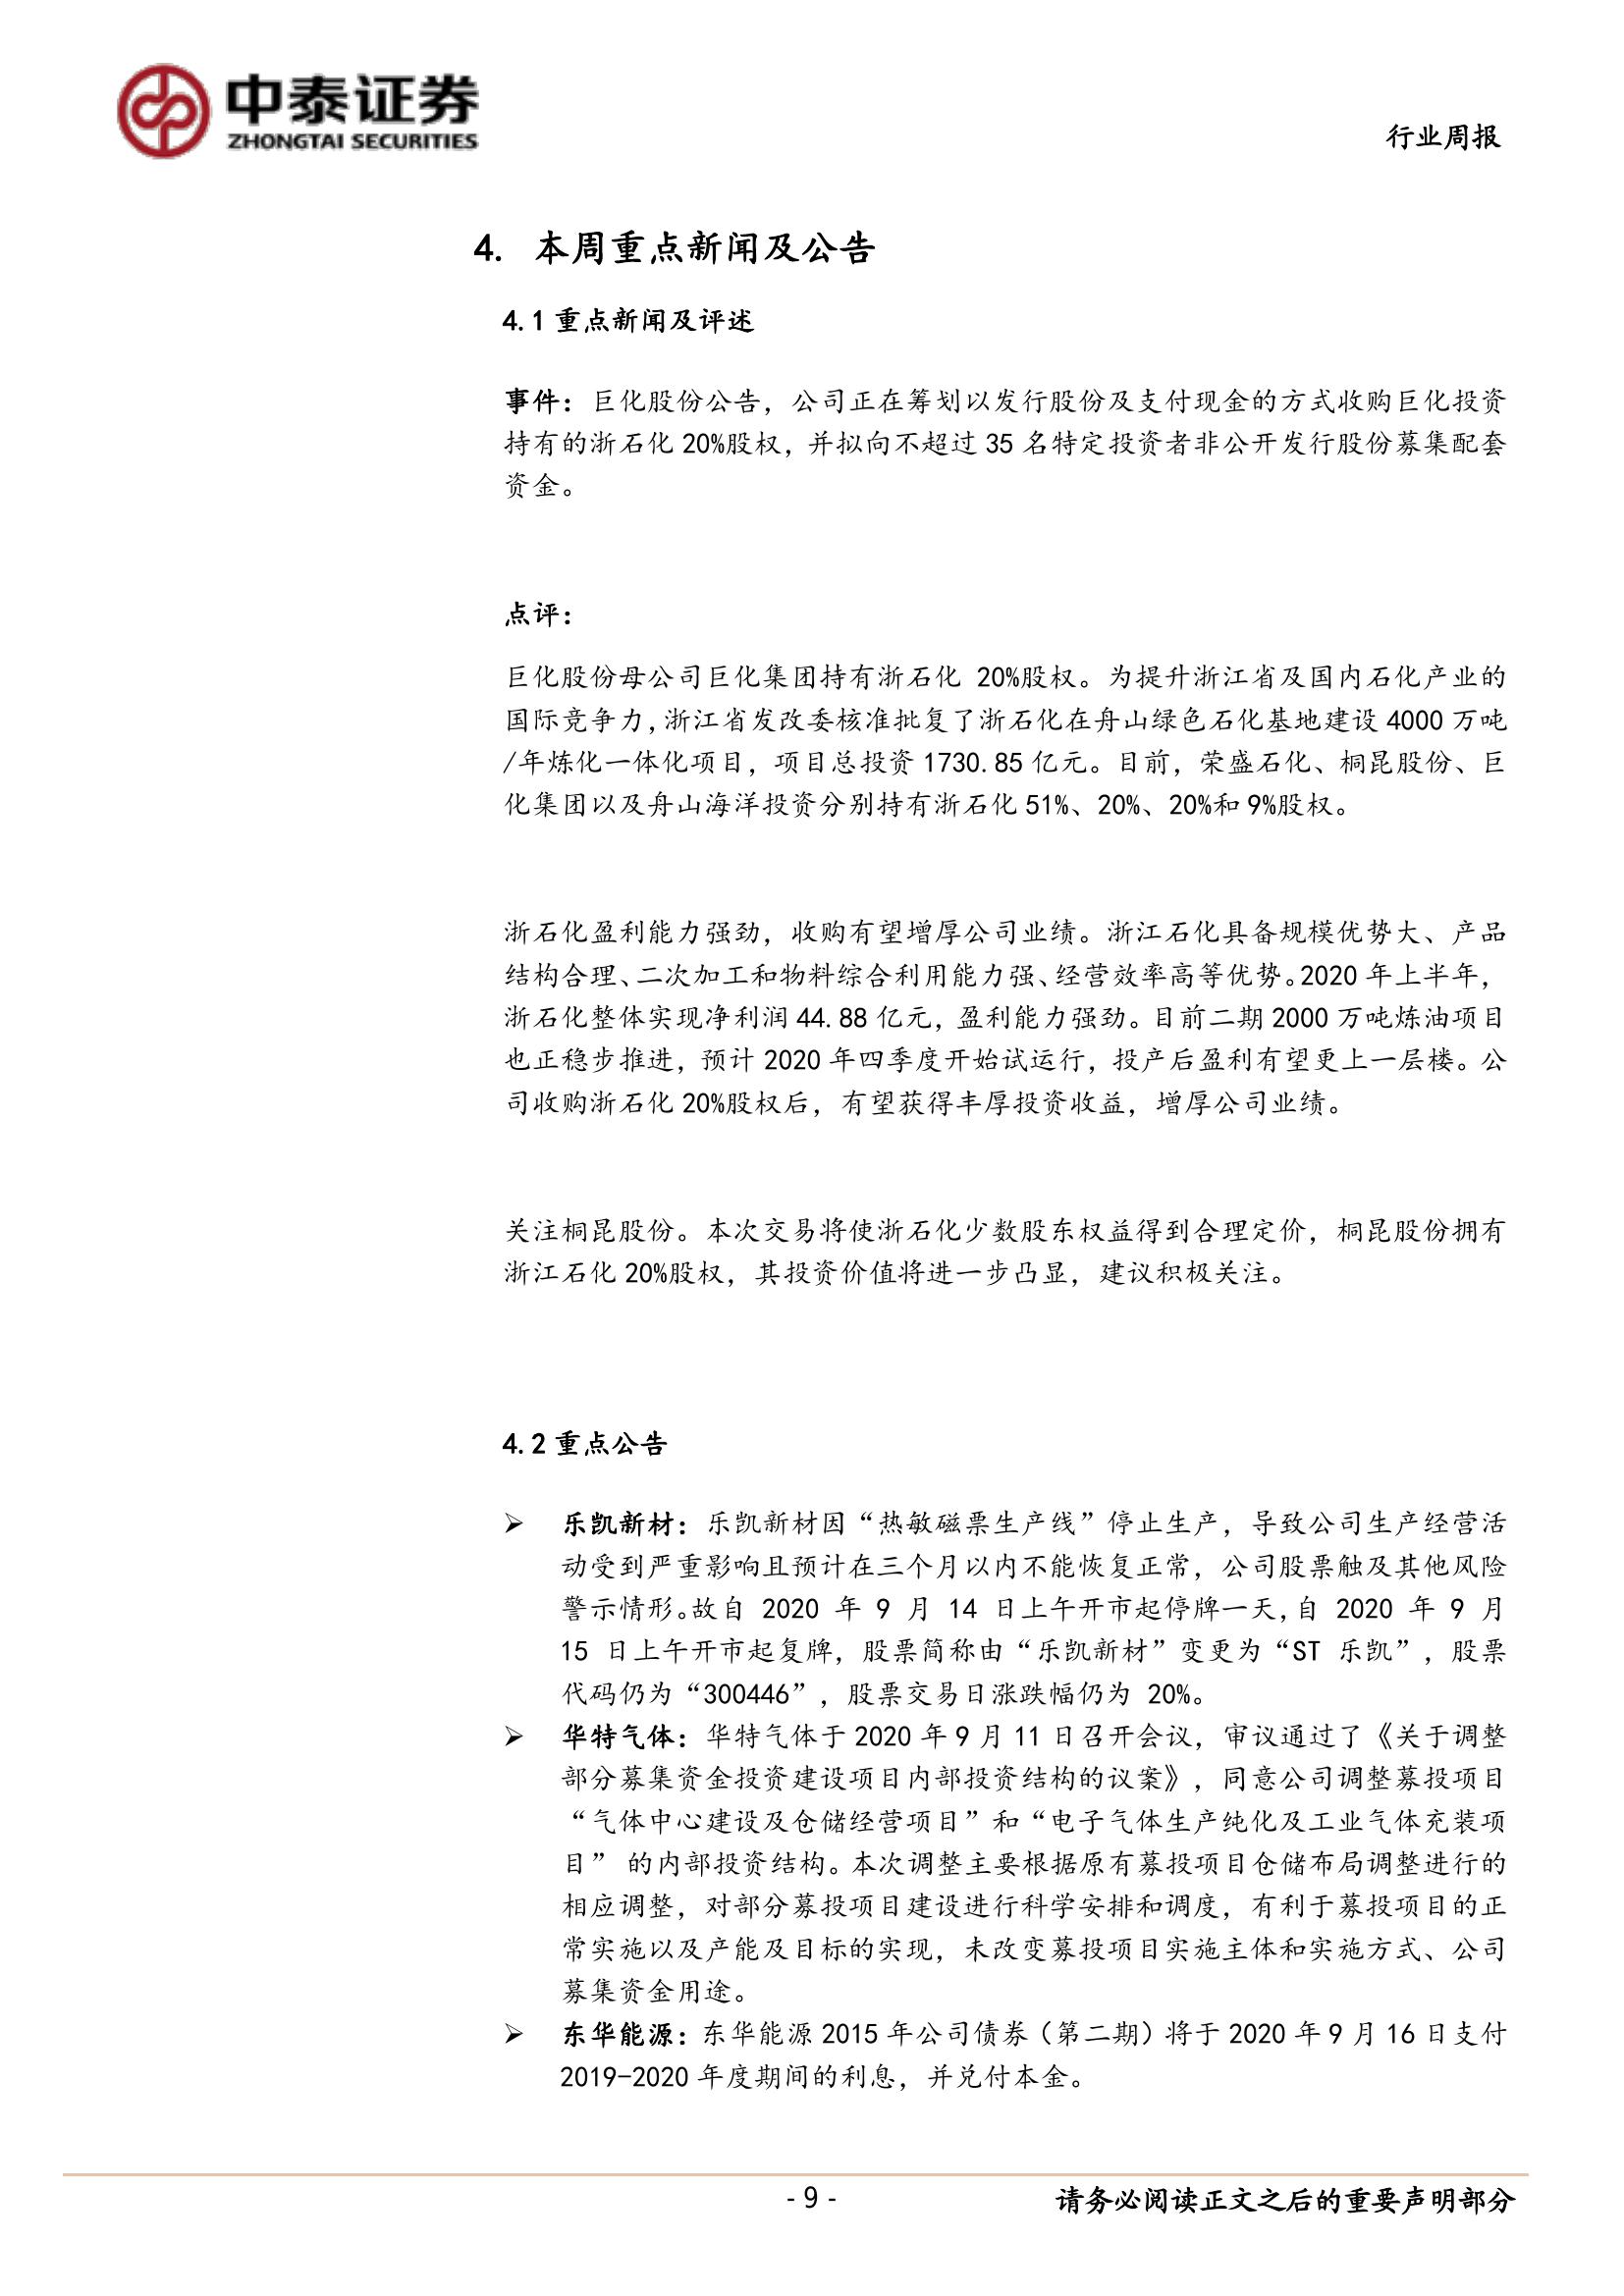 中泰证券
ZHONGTAI SECURITIES
行业周报
4. 本周重点新闻及公告
4.1 重点新闻及评述
事件：巨化股份公告，公司正在筹划以发行股份及支付现金的方式收购巨化投资
持有的浙石化 20%股权，并拟向不超过 35 名特定投资者非公开发行股份募集配套
资金。
点评：
巨化股份母公司巨化集团持有浙石化 20%股权。为提升浙江省及国内石化产业的
国际竞争力，浙江省发改委核准批复了浙石化在舟山绿色石化基地建设 4000 万吨
/年炼化一体化项目，项目总投资 1730.85 亿元。目前，荣盛石化、桐昆股份、巨
化集团以及舟山海洋投资分别持有浙石化 51%、20%、20%和 9%股权。
浙石化盈利能力强劲，收购有望增厚公司业绩。浙江石化具备规模优势大、产品
结构合理、二次加工和物料综合利用能力强、经营效率高等优势。2020 年上半年，
浙石化整体实现净利润 44.88 亿元，盈利能力强劲。目前二期 2000 万吨炼油项目
也正稳步推进，预计 2020 年四季度开始试运行，投产后盈利有望更上一层楼。公
司收购浙石化 20%股权后，有望获得丰厚投资收益，增厚公司业绩。
关注桐昆股份。本次交易将使浙石化少数股东权益得到合理定价，桐昆股份拥有
浙江石化 20%股权，其投资价值将进一步凸显，建议积极关注。
4.2 重点公告
➢ 乐凯新材：乐凯新材因“热敏磁票生产线”停止生产，导致公司生产经营活
动受到严重影响且预计在三个月以内不能恢复正常，公司股票触及其他风险
警示情形。故自 2020 年 9 月 14 日上午开市起停牌一天，自 2020 年 9 月
15 日上午开市起复牌，股票简称由“乐凯新材”变更为“ST 乐凯”，股票
代码仍为“300446”，股票交易日涨跌幅仍为 20%。
➢ 华特气体：华特气体于 2020 年 9 月 11 日召开会议，审议通过了《关于调整
部分募集资金投资建设项目内部投资结构的议案》，同意公司调整募投项目
“气体中心建设及仓储经营项目”和“电子气体生产纯化及工业气体充装项
目” 的内部投资结构。本次调整主要根据原有募投项目仓储布局调整进行的
相应调整，对部分募投项目建设进行科学安排和调度，有利于募投项目的正
常实施以及产能及目标的实现，未改变募投项目实施主体和实施方式、公司
募集资金用途。
➢ 东华能源：东华能源 2015 年公司债券（第二期）将于 2020 年 9 月 16 日支付
2019-2020 年度期间的利息，并兑付本金。
- 9 -
请务必阅读正文之后的重要声明部分